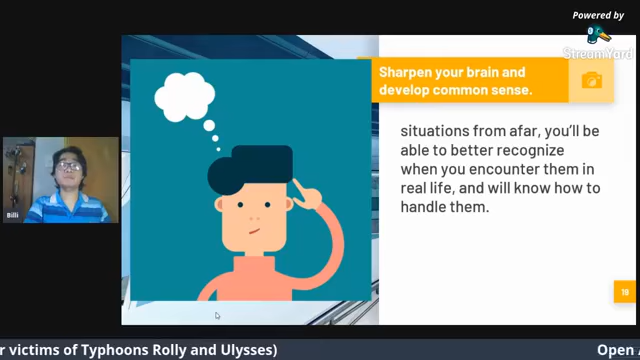 Powered by
StreamYard
Sharpen your brain and
develop common sense.
situations from afar, you'll be
able to better recognize
when you encounter them in
real life, and will know how to
handle them.
Billi
19
r victims of Typhoons Rolly and Ulysses)
Open